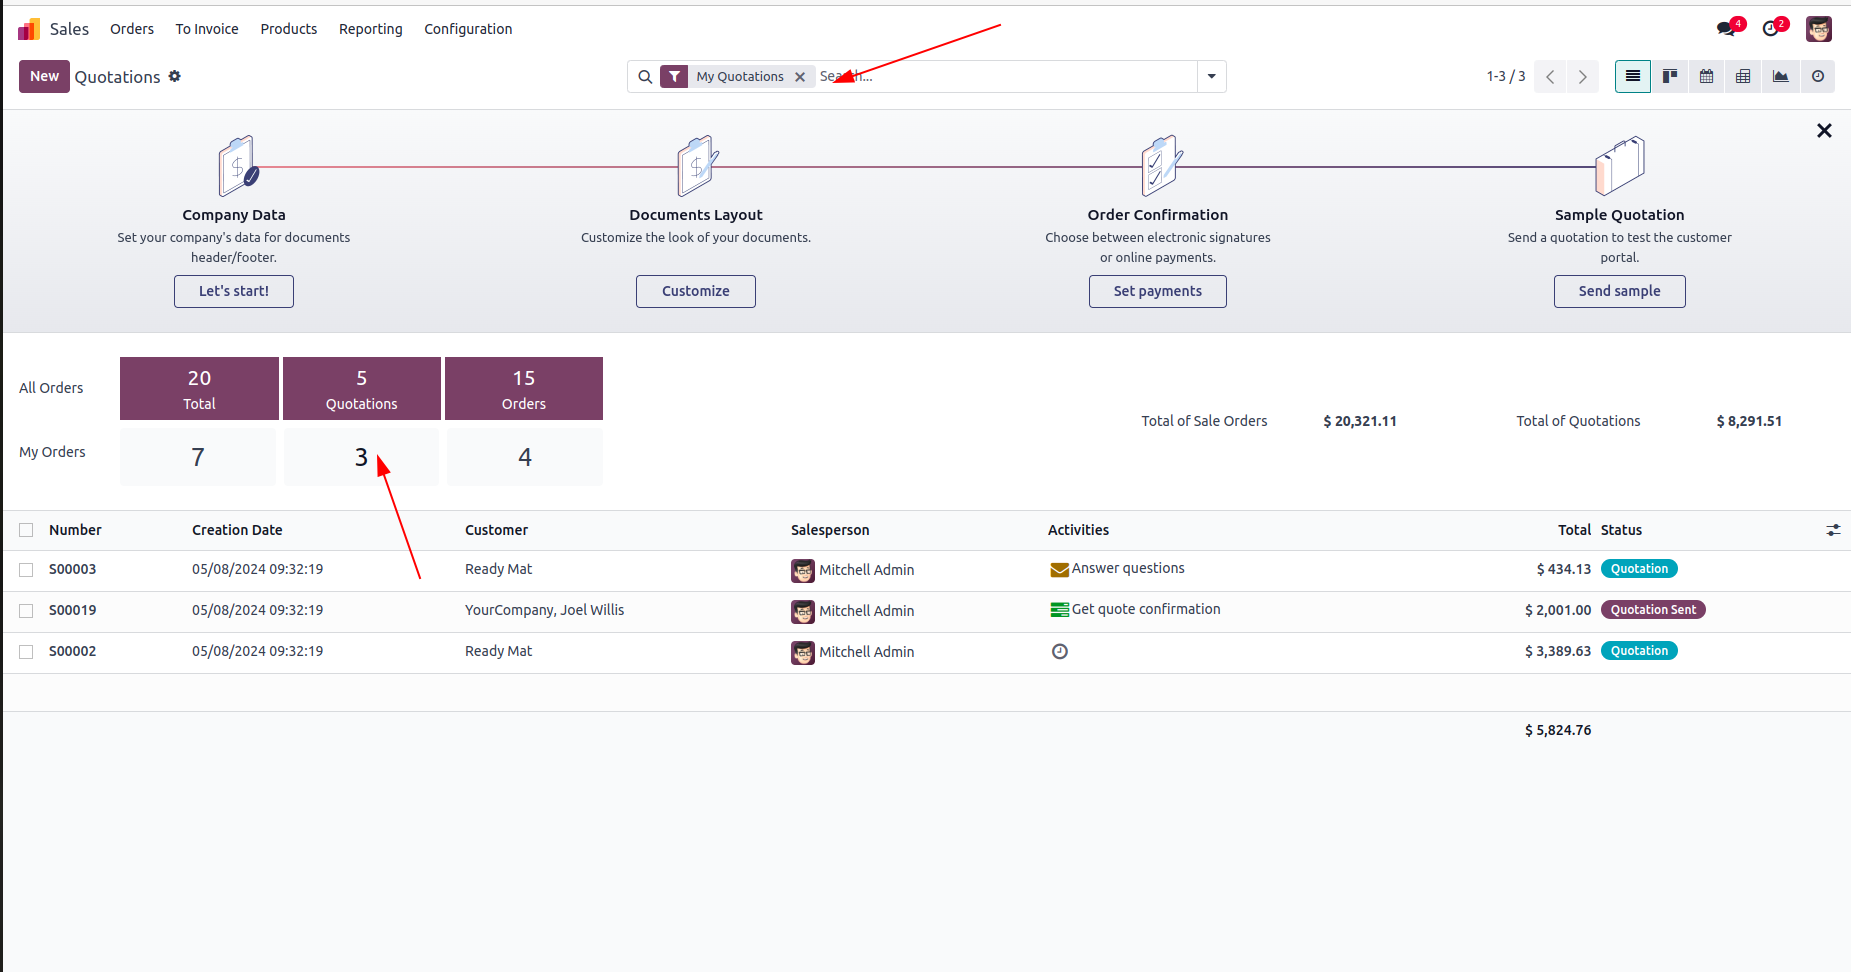 Sales Orders To Invoice Products Reporting Configuration 4 2
New Quotations My Quotations Search... 1-3 / 3
Company Data
Set your company's data for documents
header/footer.
Let's start!
Documents Layout
Customize the look of your documents.
Customize
Order Confirmation
Choose between electronic signatures
or online payments.
Set payments
Sample Quotation
Send a quotation to test the customer
portal.
Send sample
All Orders
20
Total
5
Quotations
15
Orders
My Orders 7 3 4
Total of Sale Orders $ 20,321.11 Total of Quotations $ 8,291.51
Number Creation Date Customer Salesperson Activities Total Status
S00003 05/08/2024 09:32:19 Ready Mat Mitchell Admin Answer questions $ 434.13 Quotation
S00019 05/08/2024 09:32:19 YourCompany, Joel Willis Mitchell Admin Get quote confirmation $ 2,001.00 Quotation Sent
S00002 05/08/2024 09:32:19 Ready Mat Mitchell Admin $ 3,389.63 Quotation
$ 5,824.76